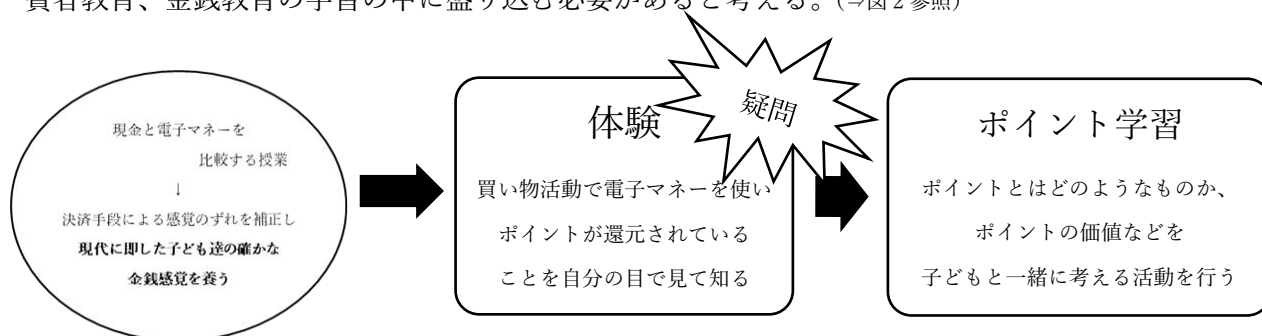 費者教育、金銭教育の学習の中に盛り込む必要があると考える。(⇒図2参照)
現金と電子マネーを
比較する授業
↓
決済手段による感覚のずれを補正し
現代に即した子ども達の確かな
金銭感覚を養う
体験
買い物活動で電子マネーを使い
ポイントが還元されている
ことを自分の目で見て知る
疑問
ポイント学習
ポイントとはどのようなものか、
ポイントの価値などを
子どもと一緒に考える活動を行う